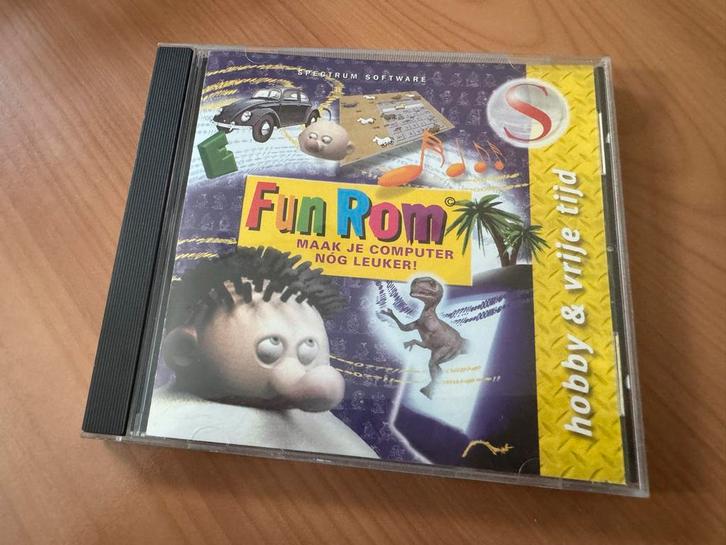 SPECTRUM SOFTWARE
S
E
Fun Rom©
MAAK JE COMPUTER
NÓG LEUKER!
hobby & vrije tijd